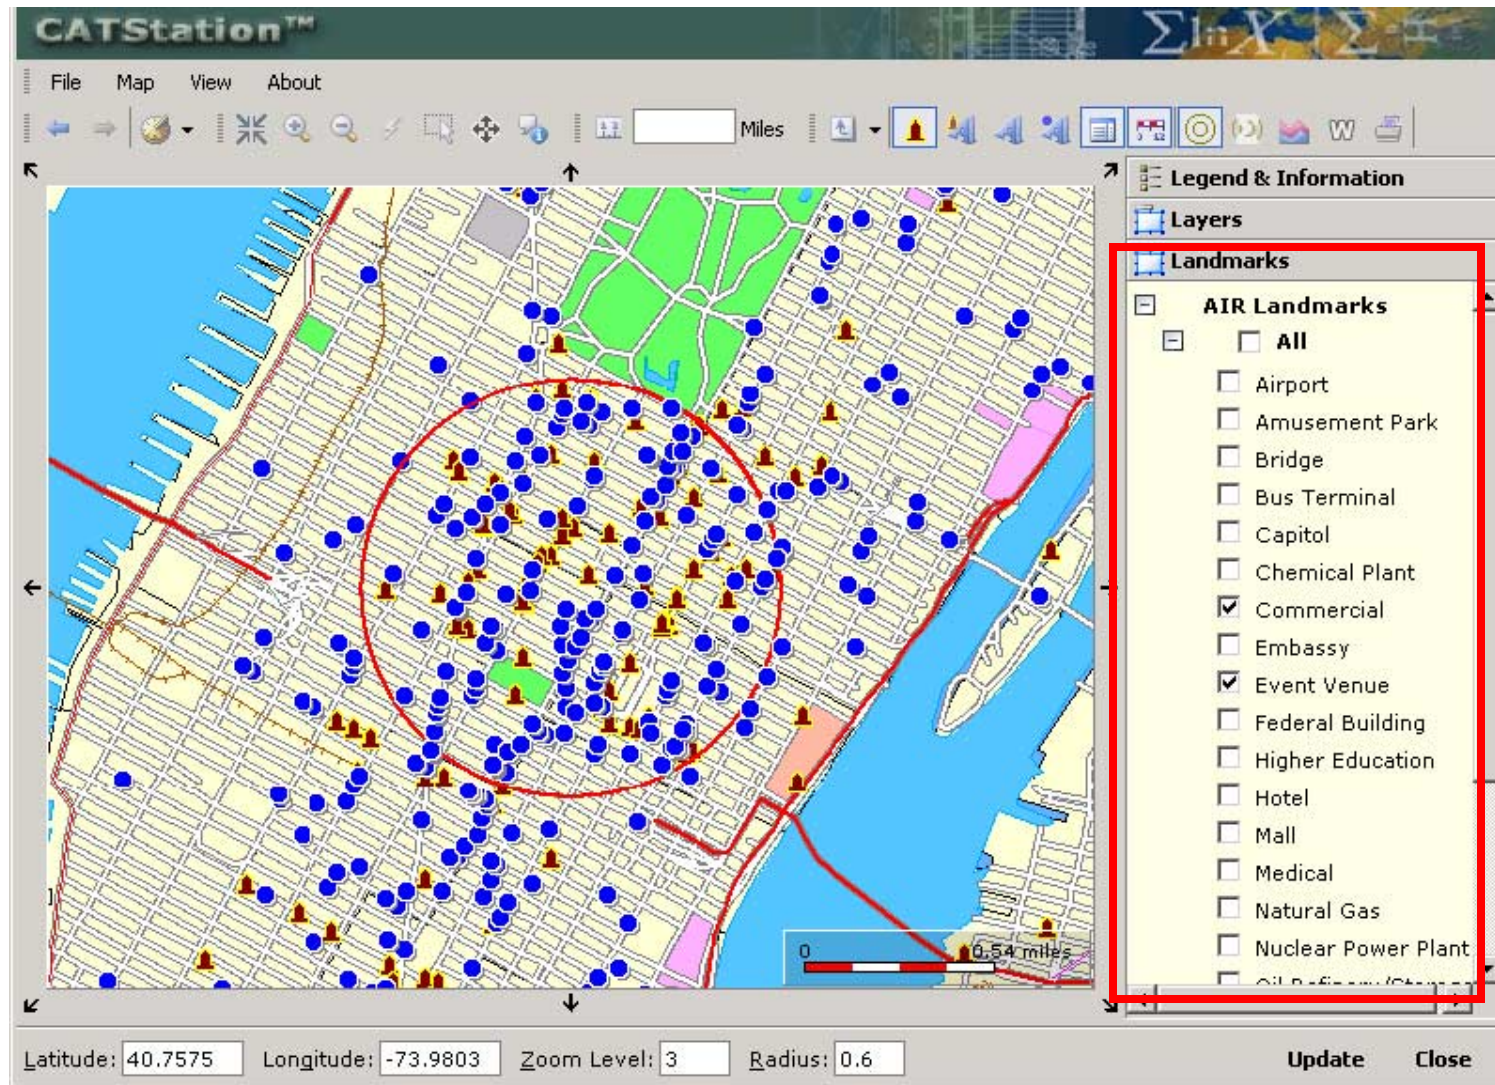 CATStation™
Σln X Σ
File Map View About
Miles
W
Legend & Information
Layers
Landmarks
AIR Landmarks
All
Airport
Amusement Park
Bridge
Bus Terminal
Capitol
Chemical Plant
Commercial
Embassy
Event Venue
Federal Building
Higher Education
Hotel
Mall
Medical
Natural Gas
Nuclear Power Plant
0 0.54 miles
Latitude: 40.7575 Longitude: -73.9803 Zoom Level: 3 Radius: 0.6 Update Close